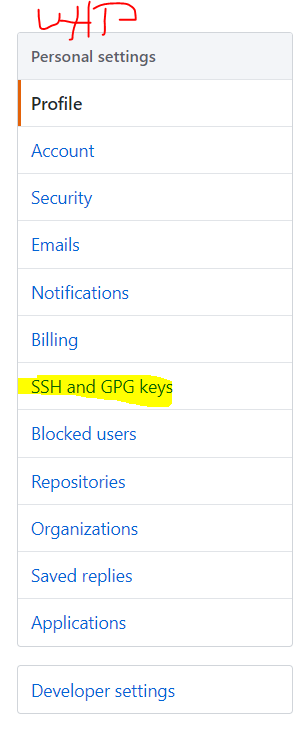 WHP
Personal settings
Profile
Account
Security
Emails
Notifications
Billing
SSH and GPG keys
Blocked users
Repositories
Organizations
Saved replies
Applications
Developer settings